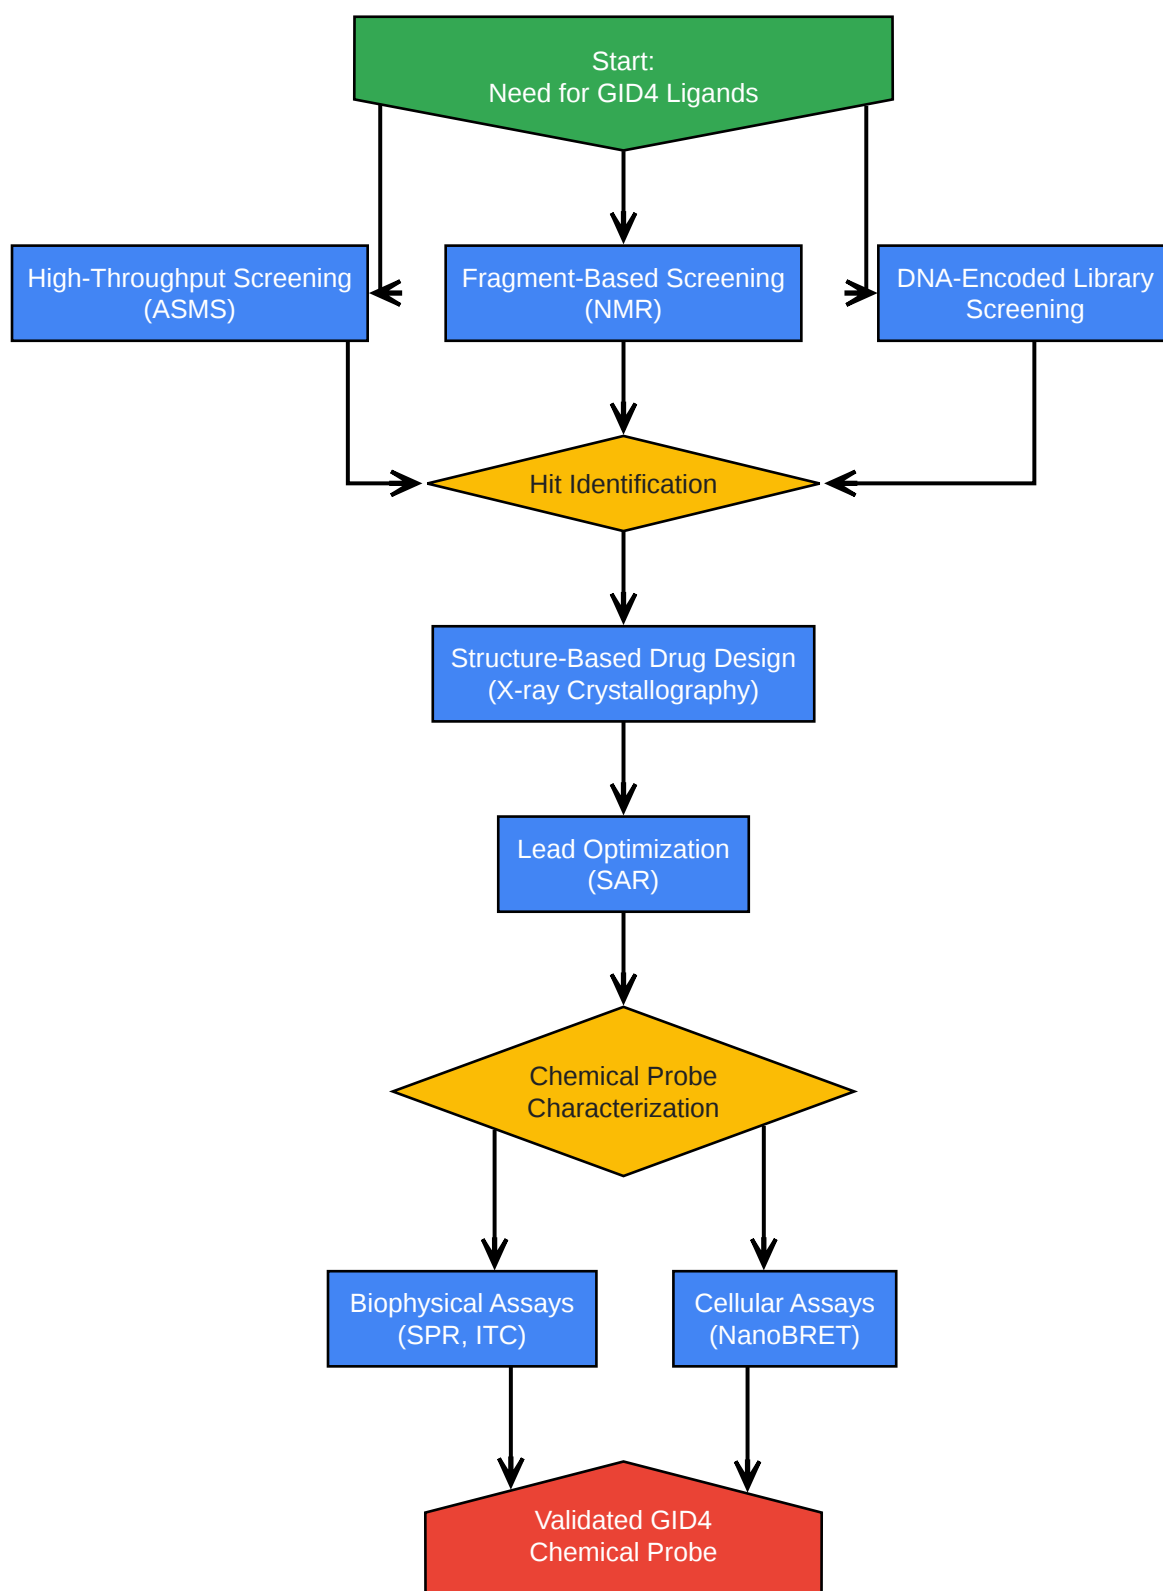 Start:
Need for GID4 Ligands
High-Throughput Screening
(ASMS)
Fragment-Based Screening
(NMR)
DNA-Encoded Library
Screening
Hit Identification
Structure-Based Drug Design
(X-ray Crystallography)
Lead Optimization
(SAR)
Chemical Probe
Characterization
Biophysical Assays
(SPR, ITC)
Cellular Assays
(NanoBRET)
Validated GID4
Chemical Probe